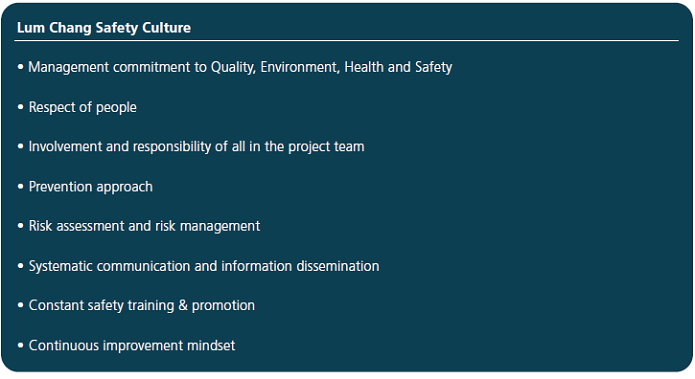 Lum Chang Safety Culture
• Management commitment to Quality, Environment, Health and Safety
• Respect of people
• Involvement and responsibility of all in the project team
• Prevention approach
• Risk assessment and risk management
• Systematic communication and information dissemination
• Constant safety training & promotion
• Continuous improvement mindset